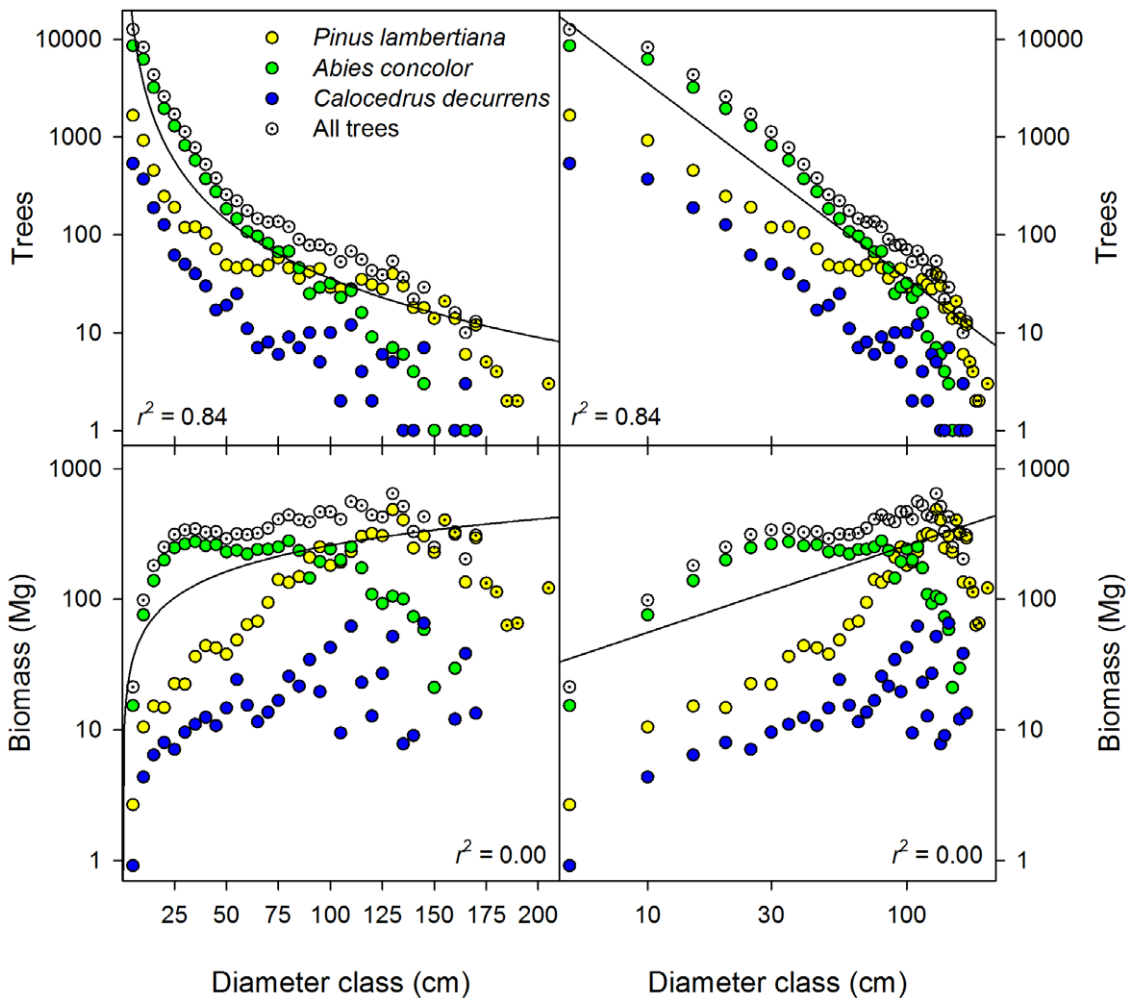 10000
1000
100
10
1
Trees
Pinus lambertiana
Abies concolor
Calocedrus decurrens
All trees
r² = 0.84
r² = 0.84
10000
1000
100
10
1
Trees
1000
100
10
1
Biomass (Mg)
r² = 0.00
r² = 0.00
1000
100
10
1
Biomass (Mg)
25 50 75 100 125 150 175 200
10 30 100
Diameter class (cm) Diameter class (cm)